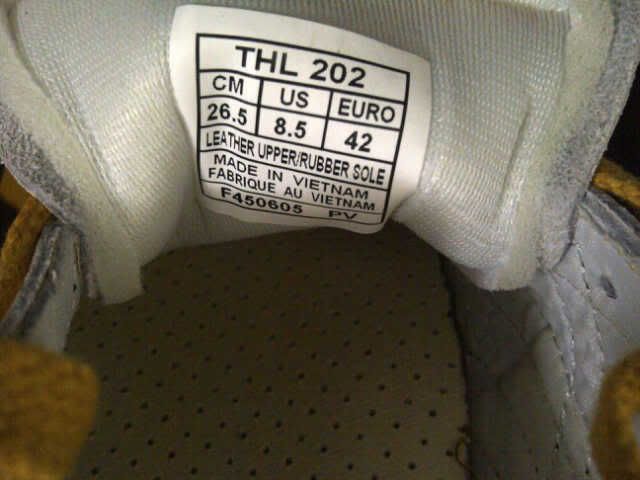 THL 202
CM US EURO
26.5 8.5 42
LEATHER UPPER/RUBBER SOLE
MADE IN VIETNAM
FABRIQUE AU VIETNAM
F450605 PV